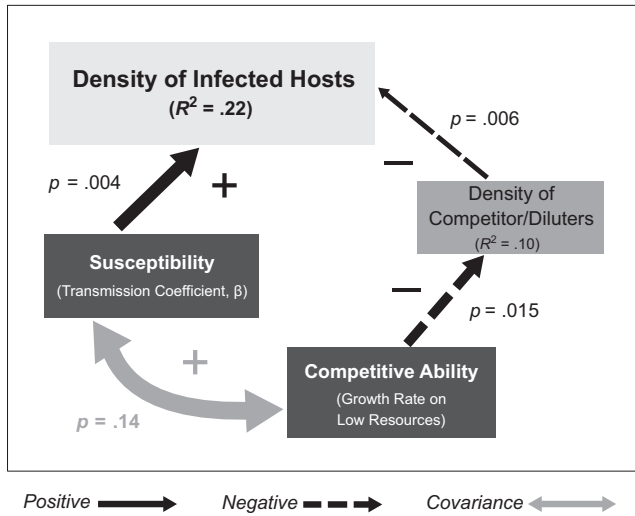 Density of Infected Hosts
(R² = .22)
p = .006
p = .004
+
−
Density of
Competitor/Diluters
(R² = .10)
Susceptibility
(Transmission Coefficient, β)
−
p = .015
+
Competitive Ability
(Growth Rate on
Low Resources)
p = .14
Positive
Negative
Covariance